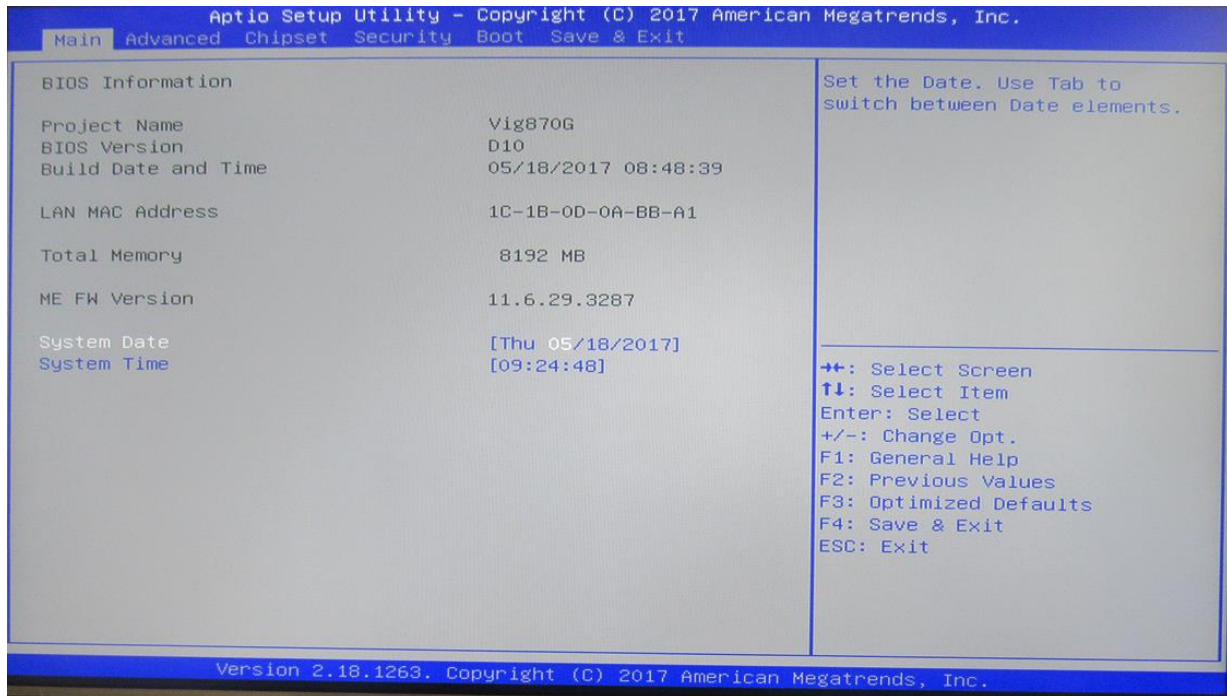 Aptio Setup Utility – Copyright (C) 2017 American Megatrends, Inc.
Main Advanced Chipset Security Boot Save & Exit
BIOS Information
Project Name Vig870G
BIOS Version D10
Build Date and Time 05/18/2017 08:48:39
LAN MAC Address 1C-1B-0D-0A-BB-A1
Total Memory 8192 MB
ME FW Version 11.6.29.3287
System Date [Thu 05/18/2017]
System Time [09:24:48]
Set the Date. Use Tab to
switch between Date elements.
→←: Select Screen
↑↓: Select Item
Enter: Select
+/-: Change Opt.
F1: General Help
F2: Previous Values
F3: Optimized Defaults
F4: Save & Exit
ESC: Exit
Version 2.18.1263. Copyright (C) 2017 American Megatrends, Inc.